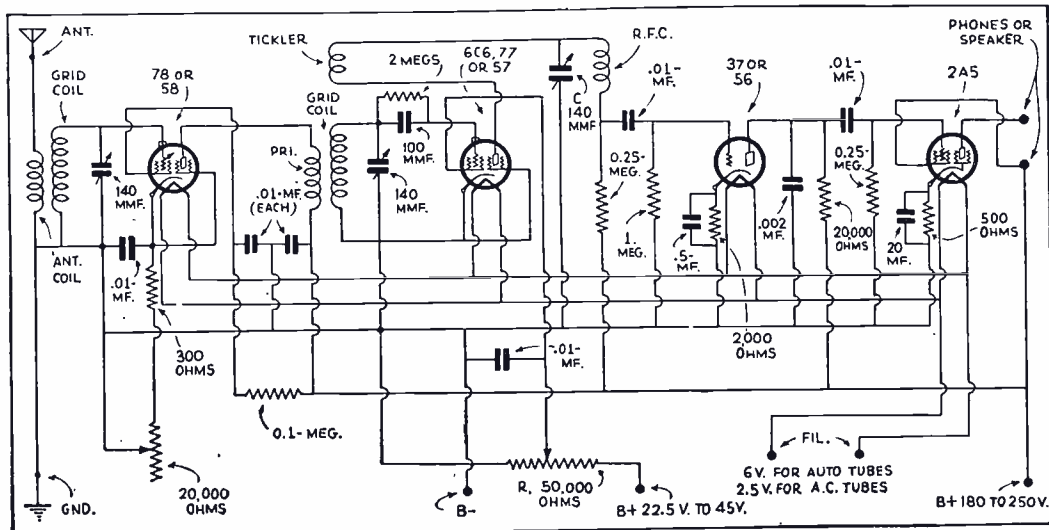 ANT.
GRID
COIL
78 OR
58
TICKLER
2 MEGS
6C6, 77
OR 57
R.F.C.
.01-
MF.
37 OR
56
.01-
MF.
2A5
PHONES OR
SPEAKER
C
140
MMF
GRID
COIL
100
MMF.
PRI.
140
MMF.
.01-MF.
(EACH)
140
MMF.
0.25-
MEG.
1.
MEG.
.5-
MF.
.002
MF.
20,000
OHMS
0.25-
MEG.
20
MF.
500
OHMS
ANT.
COIL
.01-
MF.
300
OHMS
2000
OHMS
.01-
MF.
0.1- MEG.
20,000
OHMS
GND.
B-
R, 50,000
OHMS
B+ 22.5 V. TO 45V.
FIL.
6 V. FOR AUTO TUBES
2.5 V. FOR A.C. TUBES
B+ 180 TO 250V.